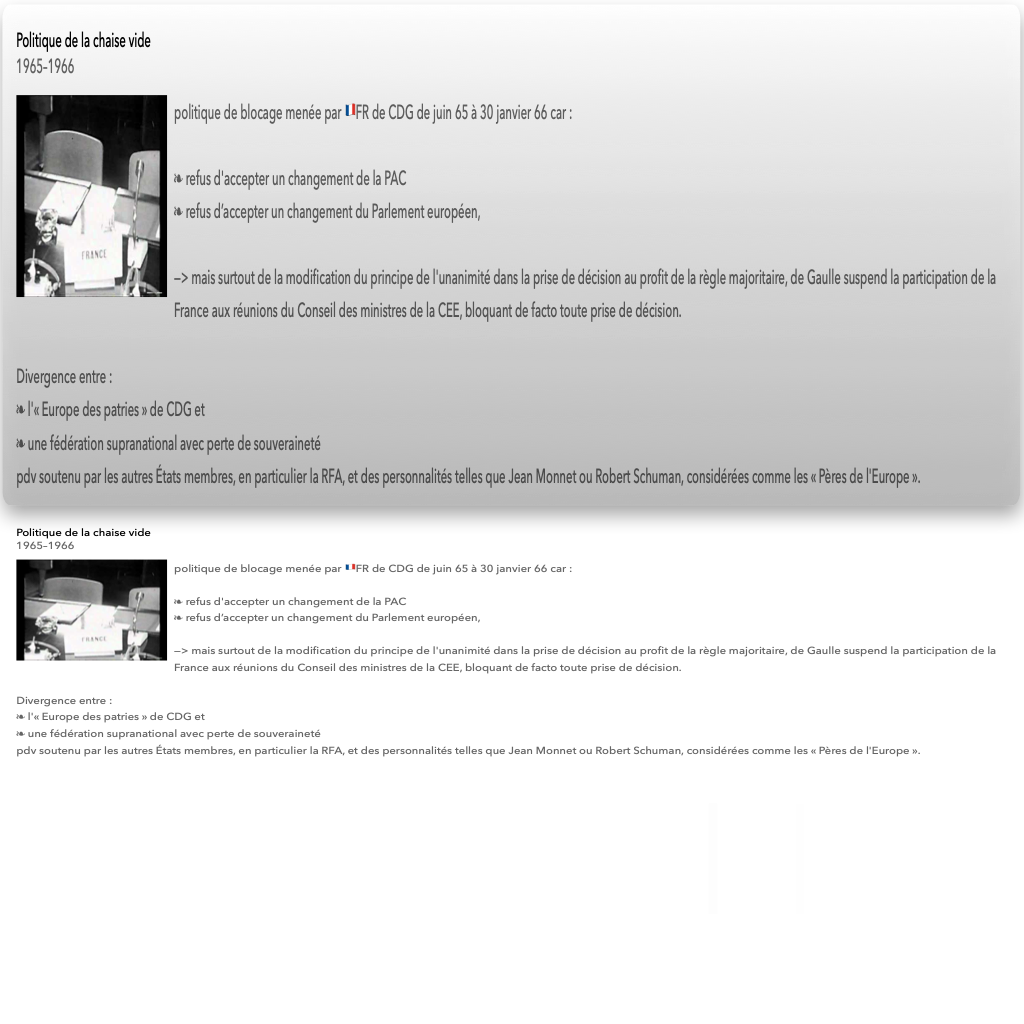 Politique de la chaise vide
1965-1966
politique de blocage menée par 🇫🇷FR de CDG de juin 65 à 30 janvier 66 car :
❧ refus d'accepter un changement de la PAC
❧ refus d’accepter un changement du Parlement européen,
FRANCE
—> mais surtout de la modification du principe de l'unanimité dans la prise de décision au profit de la règle majoritaire, de Gaulle suspend la participation de la
France aux réunions du Conseil des ministres de la CEE, bloquant de facto toute prise de décision.
Divergence entre :
❧ l'« Europe des patries » de CDG et
❧ une fédération supranational avec perte de souveraineté
pdv soutenu par les autres États membres, en particulier la RFA, et des personnalités telles que Jean Monnet ou Robert Schuman, considérées comme les « Pères de l'Europe ».
Politique de la chaise vide
1965-1966
politique de blocage menée par 🇫🇷FR de CDG de juin 65 à 30 janvier 66 car :
❧ refus d'accepter un changement de la PAC
❧ refus d’accepter un changement du Parlement européen,
FRANCE
—> mais surtout de la modification du principe de l'unanimité dans la prise de décision au profit de la règle majoritaire, de Gaulle suspend la participation de la
France aux réunions du Conseil des ministres de la CEE, bloquant de facto toute prise de décision.
Divergence entre :
❧ l'« Europe des patries » de CDG et
❧ une fédération supranational avec perte de souveraineté
pdv soutenu par les autres États membres, en particulier la RFA, et des personnalités telles que Jean Monnet ou Robert Schuman, considérées comme les « Pères de l'Europe ».